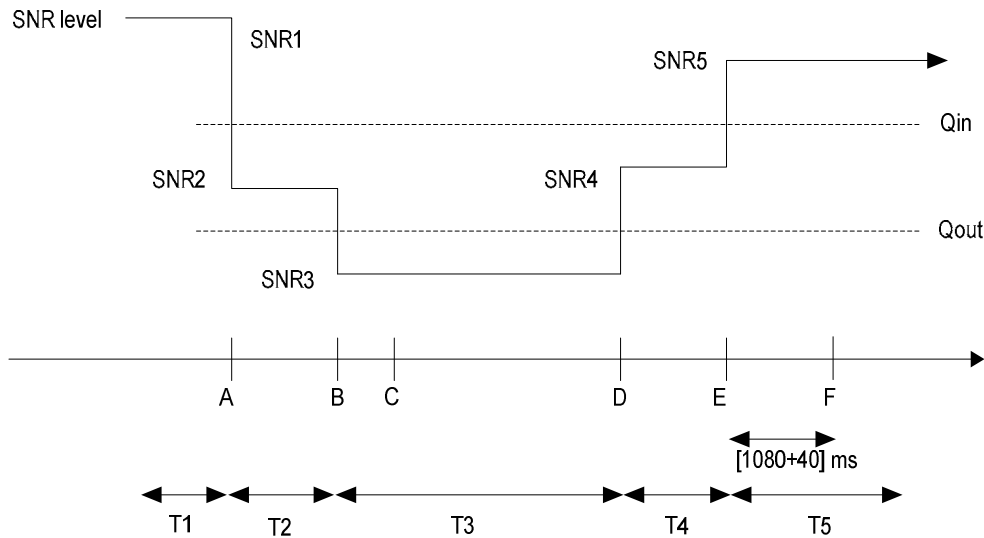 SNR level
SNR1
SNR5
Qin
SNR2
SNR4
Qout
SNR3
A B C D E F
[1080+40] ms
T1 T2 T3 T4 T5